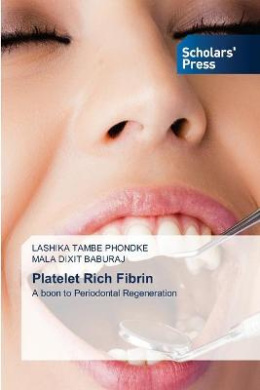 Scholars'
Press
LASHIKA TAMBE PHONDKE
MALA DIXIT BABURAJ
Platelet Rich Fibrin
A boon to Periodontal Regeneration